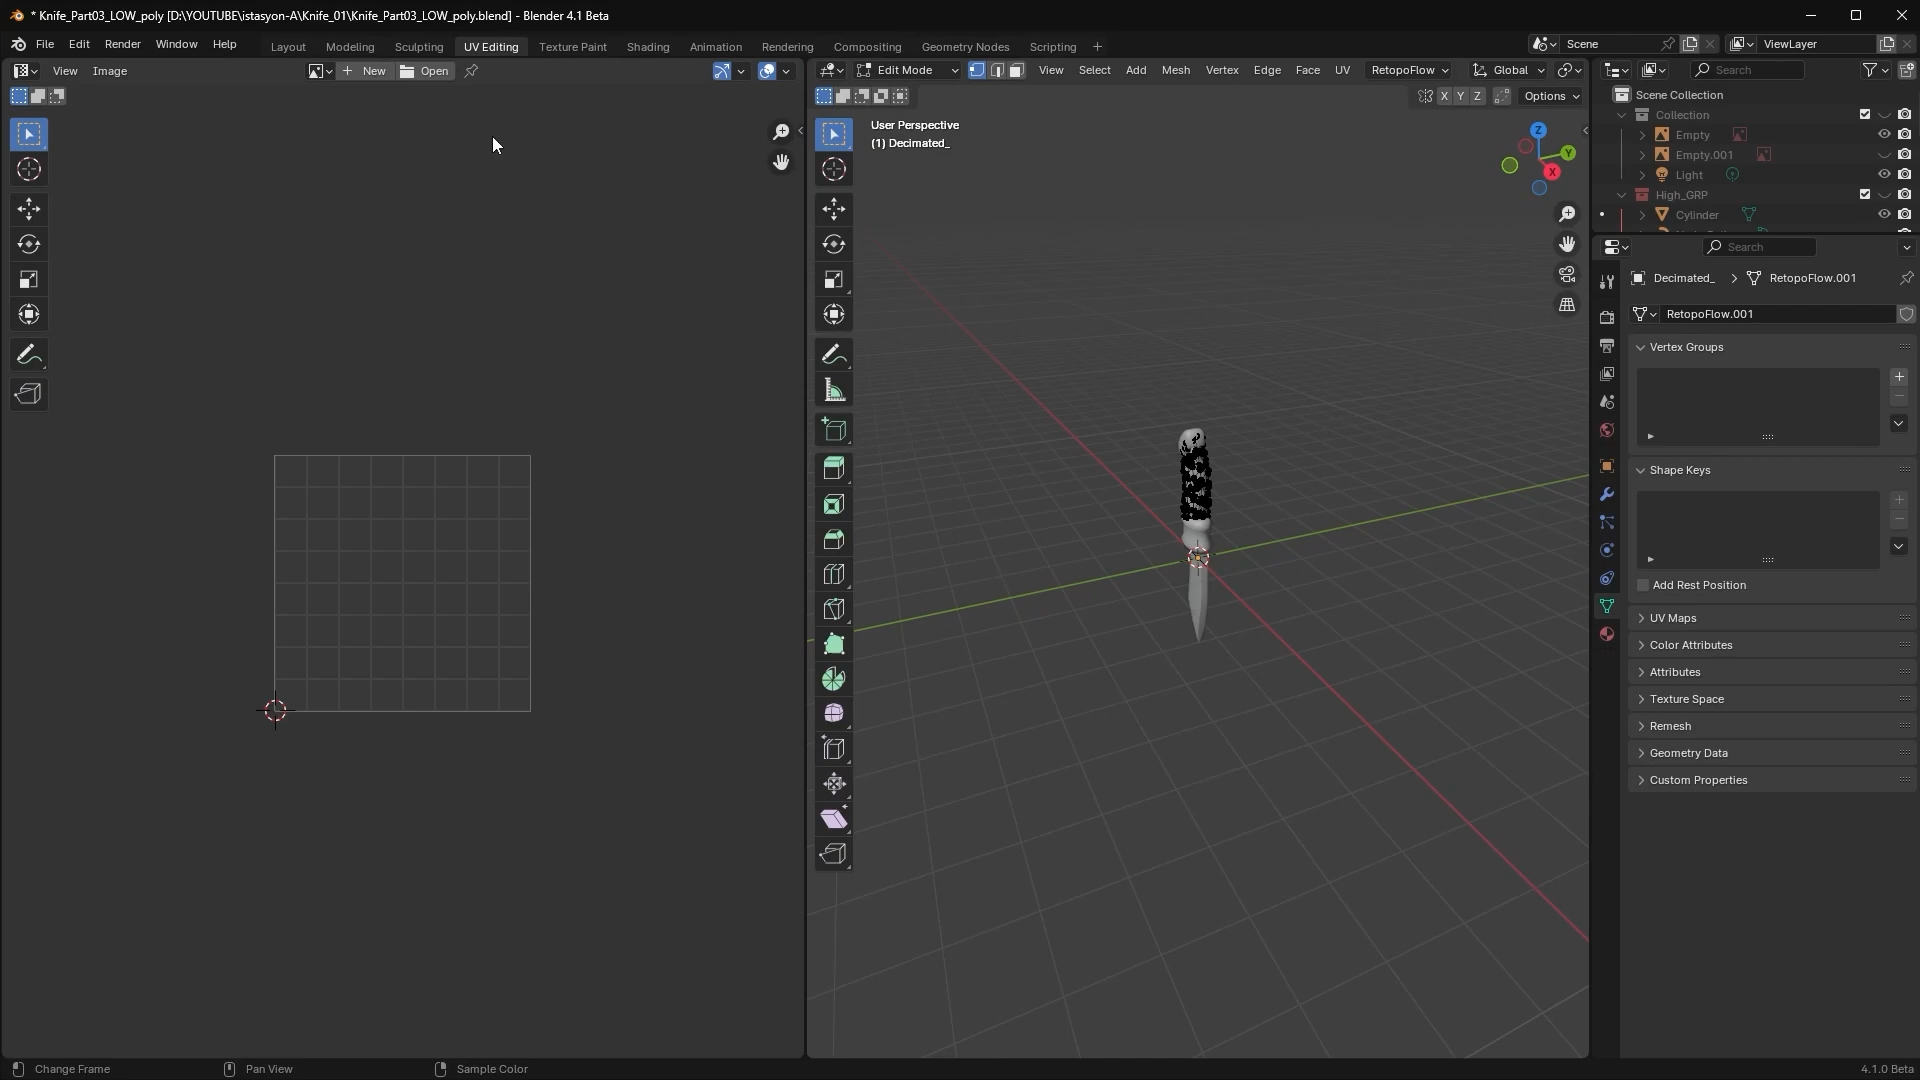 * Knife_Part03_LOW_poly [D:\YOUTUBE\istasyon-A\Knife_01\Knife_Part03_LOW_poly.blend] - Blender 4.1 Beta
File Edit Render Window Help Layout Modeling Sculpting UV Editing Texture Paint Shading Animation Rendering Compositing Geometry Nodes Scripting + Scene ViewLayer
View Image New Open Edit Mode View Select Add Mesh Vertex Edge Face UV RetopoFlow Global Search
X Y Z Options
Scene Collection
Collection
User Perspective
(1) Decimated_
Z
Y
X
Empty
Empty.001
Light
High_GRP
Cylinder
Search
Decimated_ RetopoFlow.001
RetopoFlow.001
Vertex Groups
Shape Keys
Add Rest Position
UV Maps
Color Attributes
Attributes
Texture Space
Remesh
Geometry Data
Custom Properties
Change Frame Pan View Sample Color 4.1.0 Beta